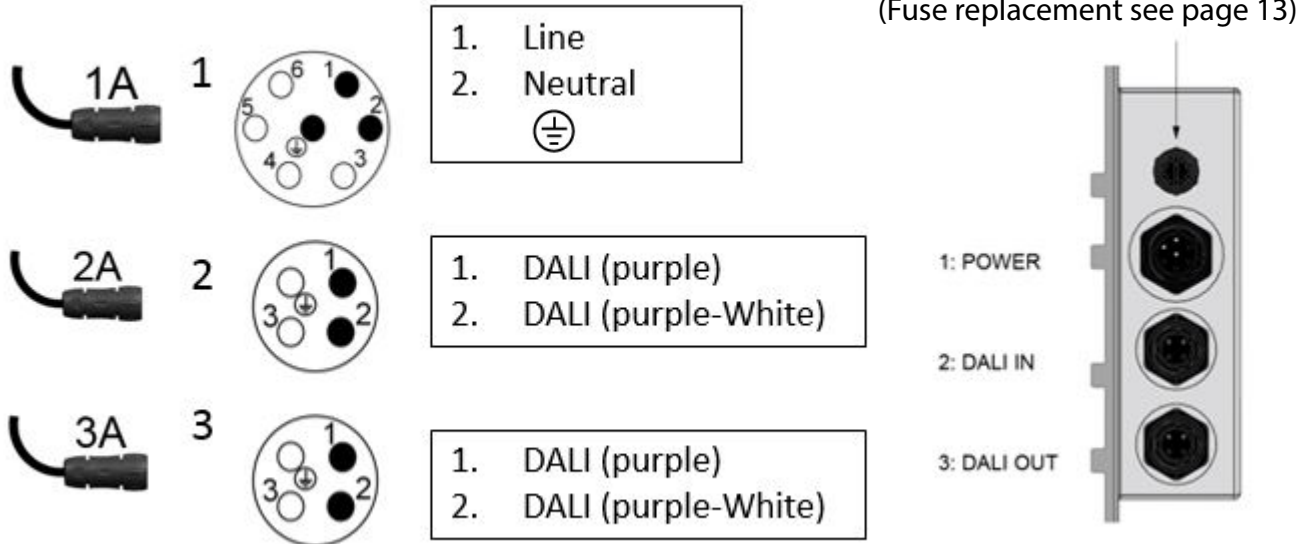 (Fuse replacement see page 13)
1A
1
6 1
5 2
4 3
1. Line
2. Neutral
2A
2
1
3 2
1. DALI (purple)
2. DALI (purple-White)
3A
3
1
3 2
1. DALI (purple)
2. DALI (purple-White)
1: POWER
2: DALI IN
3: DALI OUT